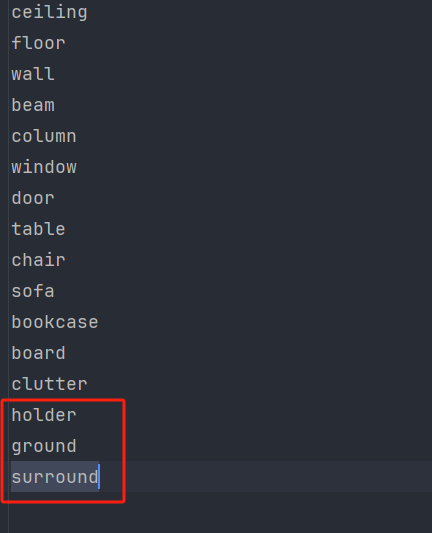 ceiling
floor
wall
beam
column
window
door
table
chair
sofa
bookcase
board
clutter
holder
ground
surround